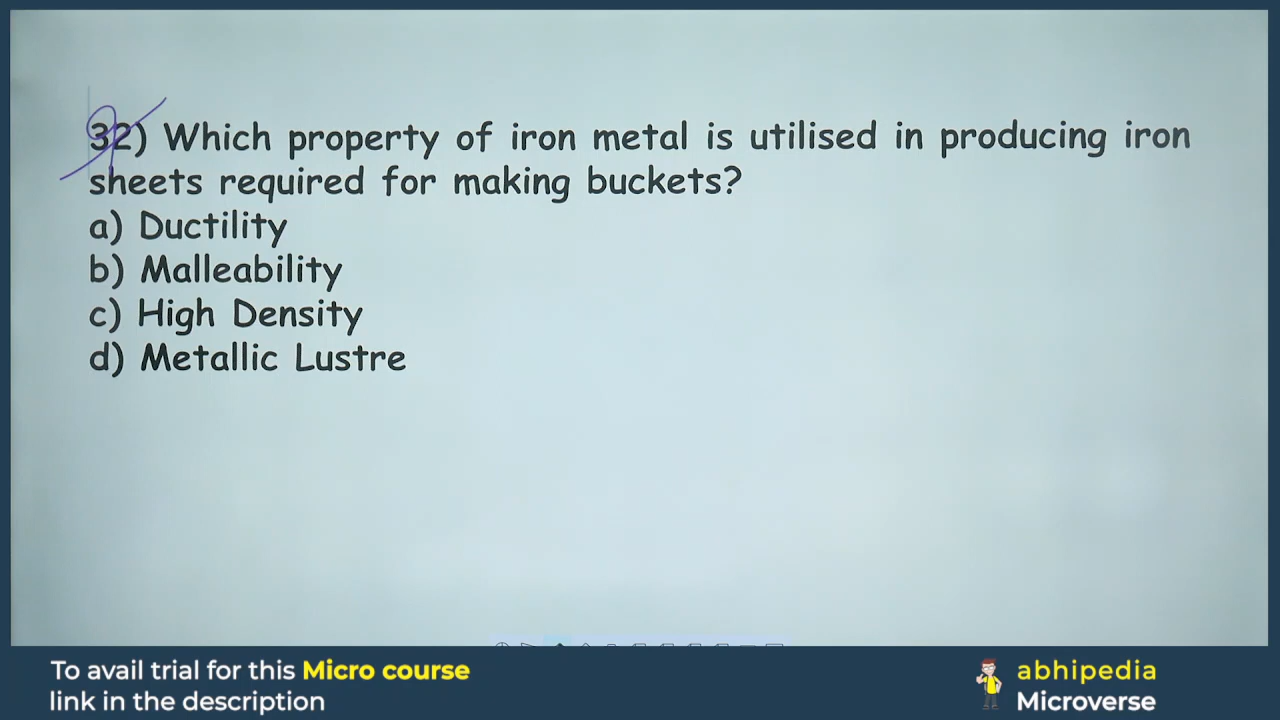 32) Which property of iron metal is utilised in producing iron
sheets required for making buckets?
a) Ductility
b) Malleability
c) High Density
d) Metallic Lustre
To avail trial for this Micro course
link in the description
abhipedia
Microverse